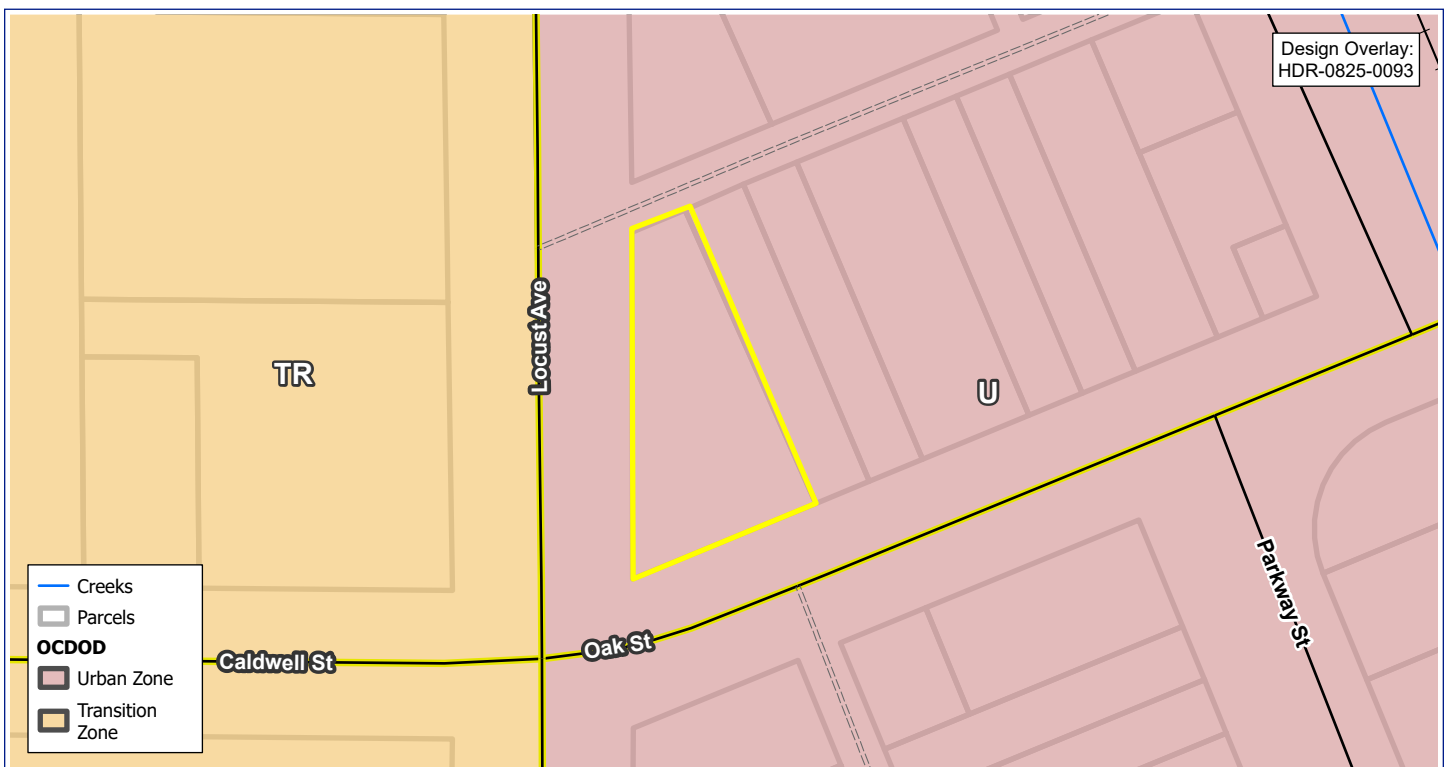 Design Overlay:
HDR-0825-0093
Locust Ave
TR
U
Parkway St
Oak St
Caldwell St
Creeks
Parcels
OCDOD
Urban Zone
Transition
Zone